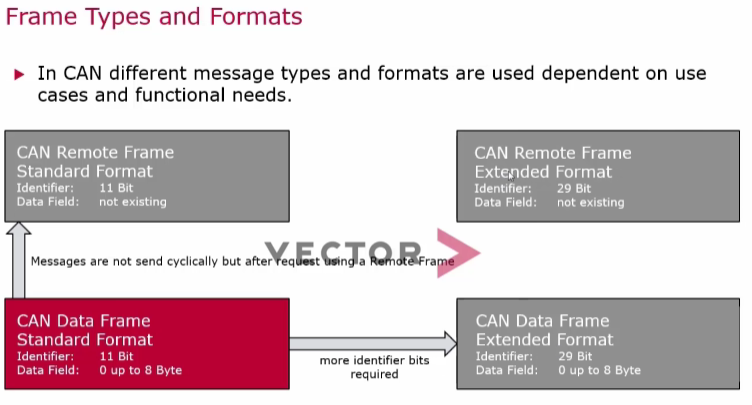 Frame Types and Formats
In CAN different message types and formats are used dependent on use
cases and functional needs.
CAN Remote Frame
Standard Format
Identifier: 11 Bit
Data Field: not existing
CAN Remote Frame
Extended Format
Identifier: 29 Bit
Data Field: not existing
VECTOR
Messages are not send cyclically but after request using a Remote Frame
CAN Data Frame
Standard Format
Identifier: 11 Bit
Data Field: 0 up to 8 Byte
more identifier bits
required
CAN Data Frame
Extended Format
Identifier: 29 Bit
Data Field: 0 up to 8 Byte